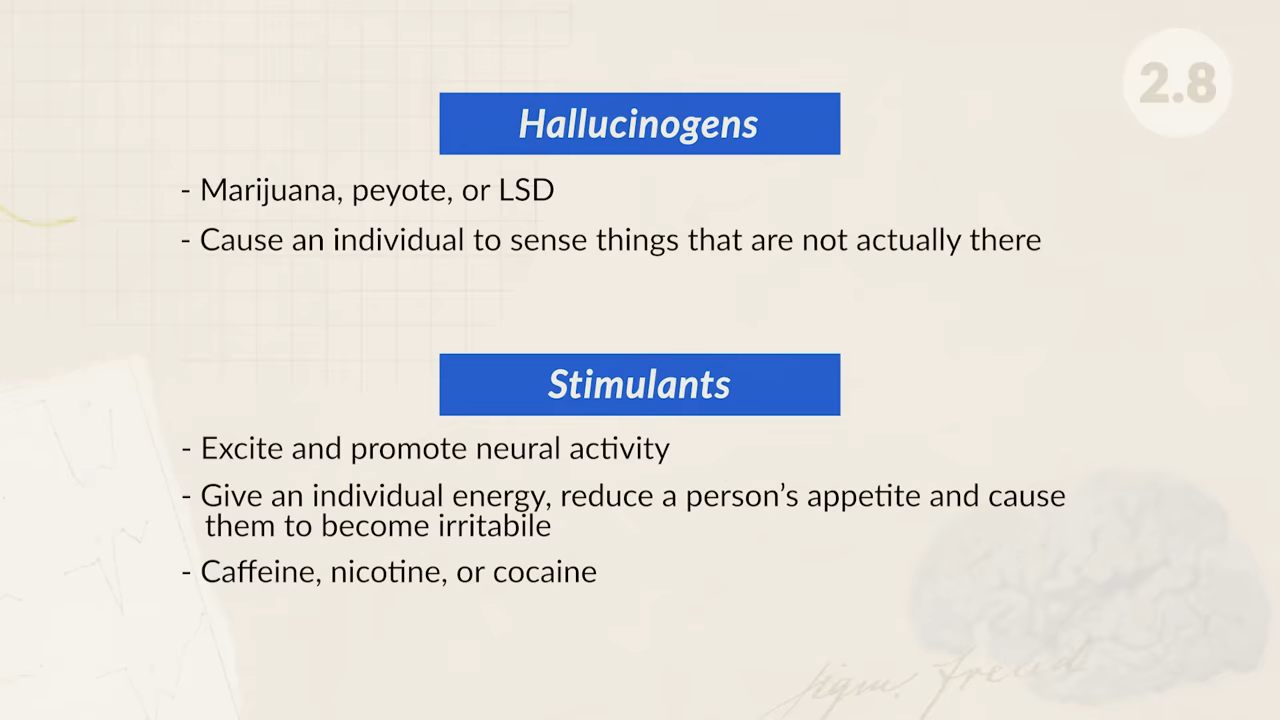 2.8
Hallucinogens
- Marijuana, peyote, or LSD
- Cause an individual to sense things that are not actually there
Stimulants
- Excite and promote neural activity
- Give an individual energy, reduce a person’s appetite and cause
them to become irritabile
- Caffeine, nicotine, or cocaine
Sigm. Freud